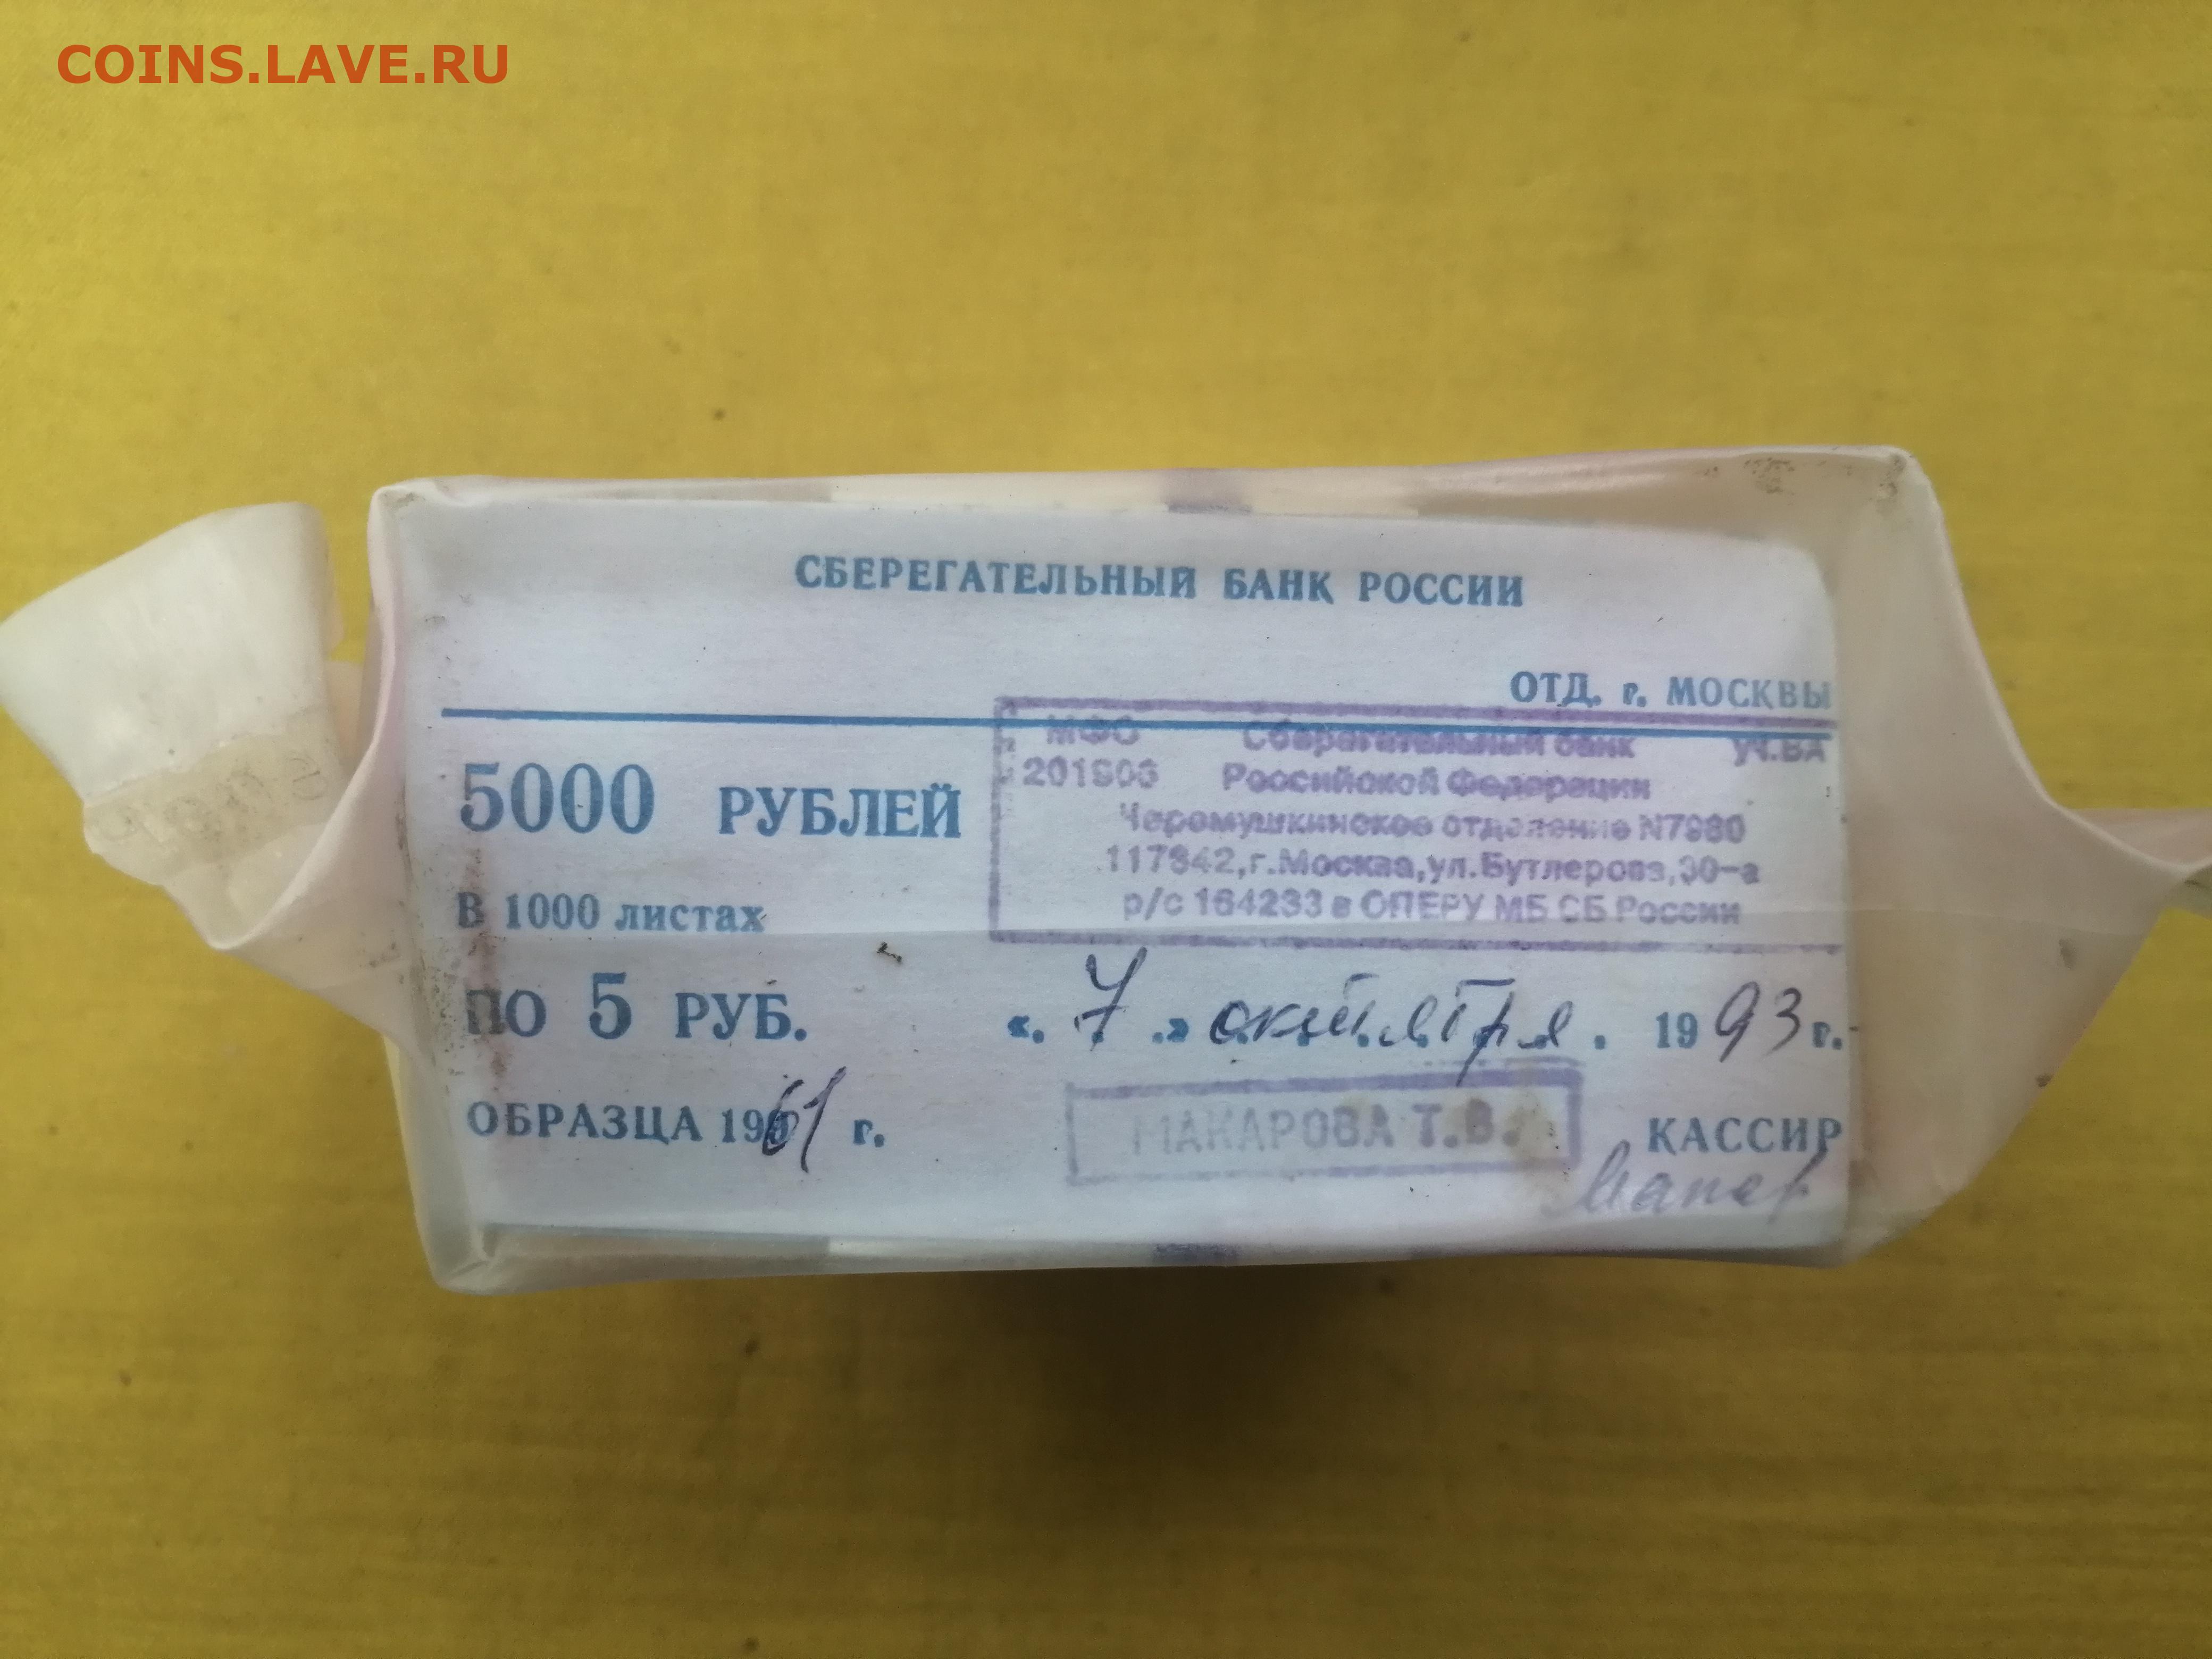 COINS.LAVE.RU
СБЕРЕГАТЕЛЬНЫЙ БАНК РОССИИ
ОТД. г. МОСКВЫ
МФО Сберегательный банк уч.ВА
201906 Российской Федерации
Черомушкинское отделение N7980
117342,г.Москва,ул.Бутлерова,30-а
р/с 164233 в ОПЕРУ МБ СБ России
5000 РУБЛЕЙ
В 1000 листах
ПО 5 РУБ.
«. 7 .» октября . 1993 г.
ОБРАЗЦА 1961 г.
МАКАРОВА Т.В.
КАССИР